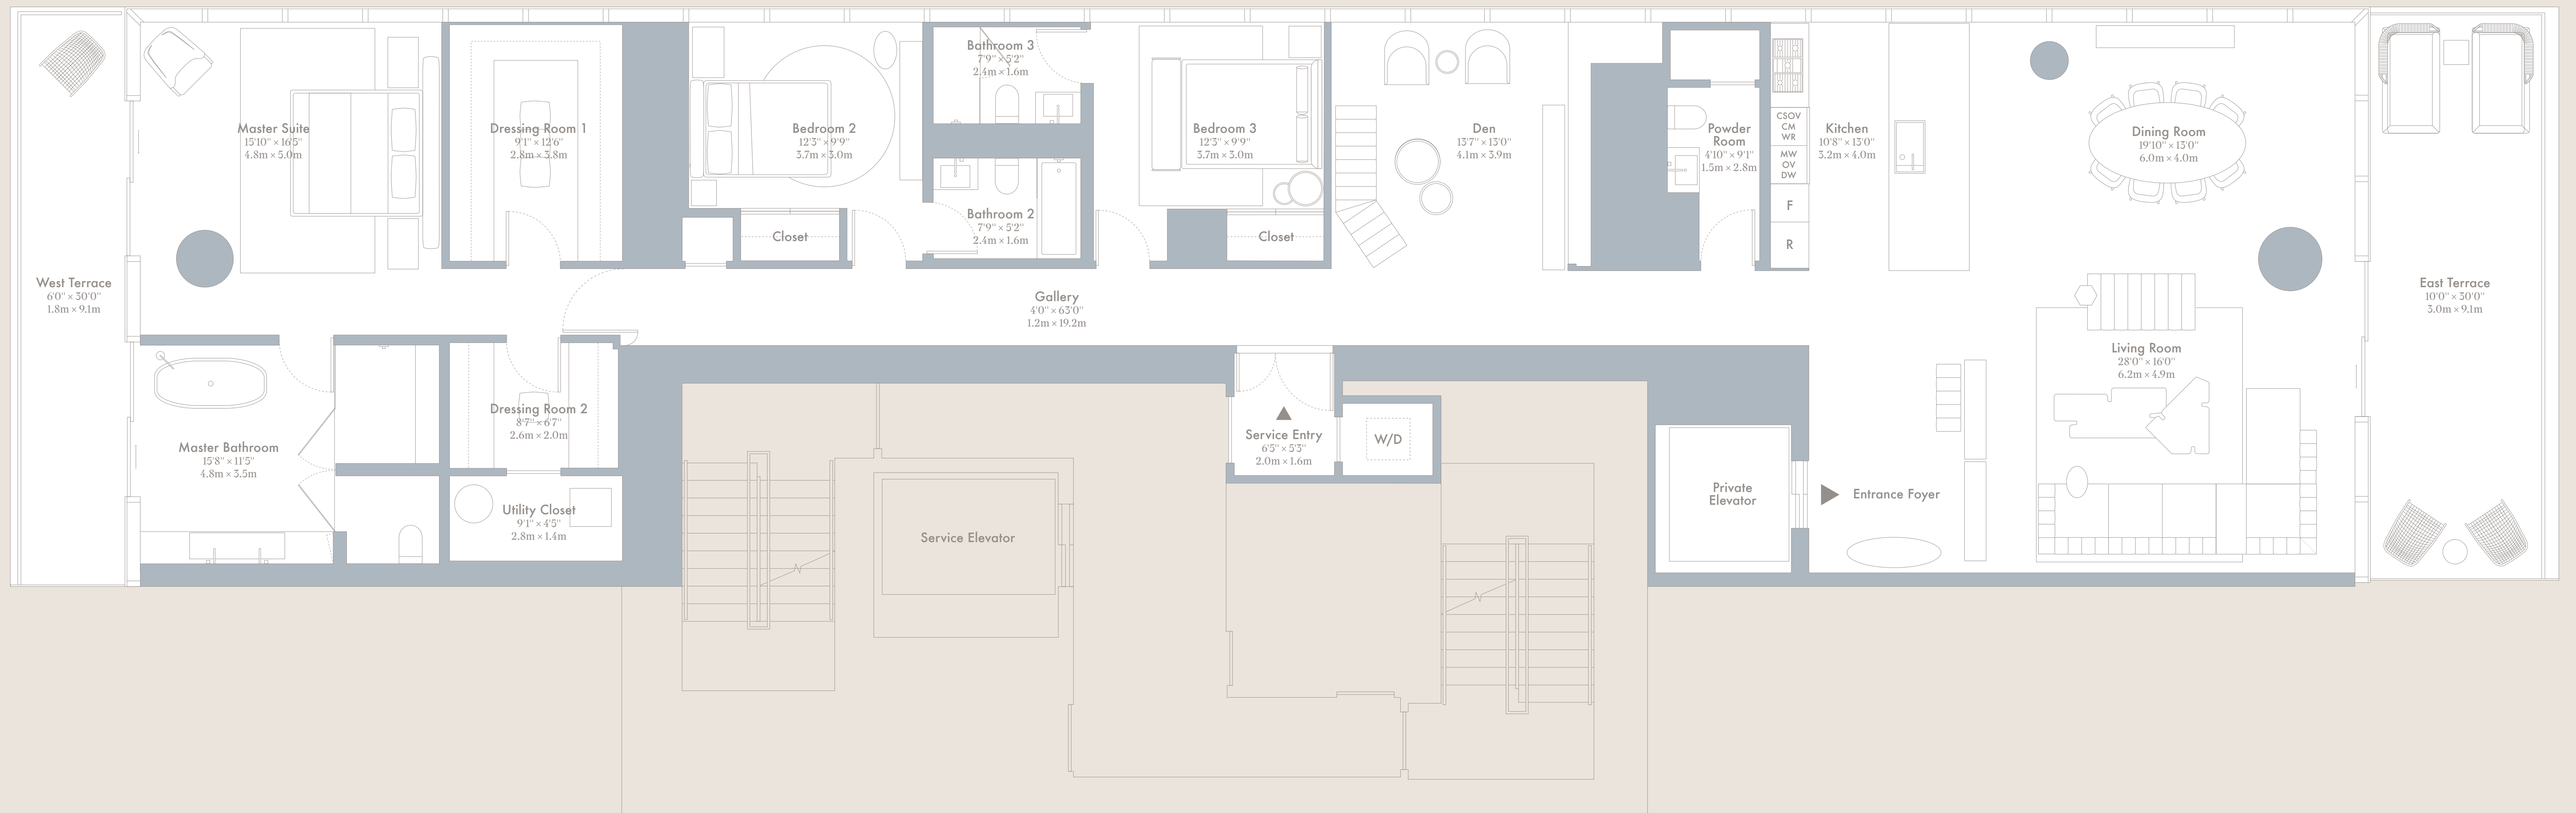 Master Suite
15'10" × 16'5"
4.8m × 5.0m
Dressing Room 1
9'1" × 12'6"
2.8m × 3.8m
Bedroom 2
12'3" × 9'9"
3.7m × 3.0m
Bathroom 3
7'9" × 5'2"
2.4m × 1.6m
Bathroom 2
7'9" × 5'2"
2.4m × 1.6m
Closet
Bedroom 3
12'3" × 9'9"
3.7m × 3.0m
Closet
Den
13'7" × 13'0"
4.1m × 3.9m
Powder
Room
4'10" × 9'1"
1.5m × 2.8m
CSOV
CM
WR
MW
OV
DW
F
R
Kitchen
10'8" × 13'0"
3.2m × 4.0m
Dining Room
19'10" × 13'0"
6.0m × 4.0m
West Terrace
6'0" × 30'0"
1.8m × 9.1m
Gallery
4'0" × 63'0"
1.2m × 19.2m
East Terrace
10'0" × 30'0"
3.0m × 9.1m
Living Room
28'0" × 16'0"
6.2m × 4.9m
Master Bathroom
15'8" × 11'5"
4.8m × 3.5m
Dressing Room 2
8'7" × 6'7"
2.6m × 2.0m
Utility Closet
9'1" × 4'5"
2.8m × 1.4m
Service Elevator
Service Entry
6'5" × 5'3"
2.0m × 1.6m
W/D
Private
Elevator
Entrance Foyer